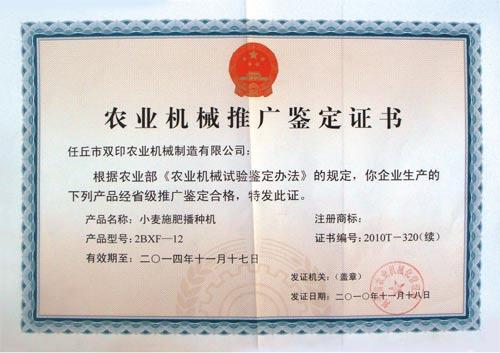 农业机械推广鉴定证书
任丘市双印农业机械制造有限公司：
根据农业部《农业机械试验鉴定办法》的规定，你企业生产的
下列产品经省级推广鉴定合格，特发此证。
产品名称：小麦施肥播种机 注册商标：
产品型号：2BXF—12 证书编号：2010T－320(续)
有效期至：二〇一四年十一月十七日
发证机关：（盖章）
发证日期：二〇一〇年十一月十八日